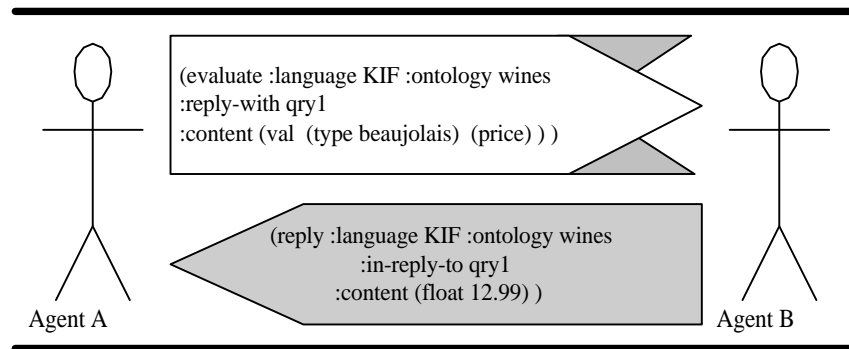 (evaluate :language KIF :ontology wines
:reply-with qry1
:content (val (type beaujolais) (price) ) )
(reply :language KIF :ontology wines
:in-reply-to qry1
:content (float 12.99) )
Agent A
Agent B